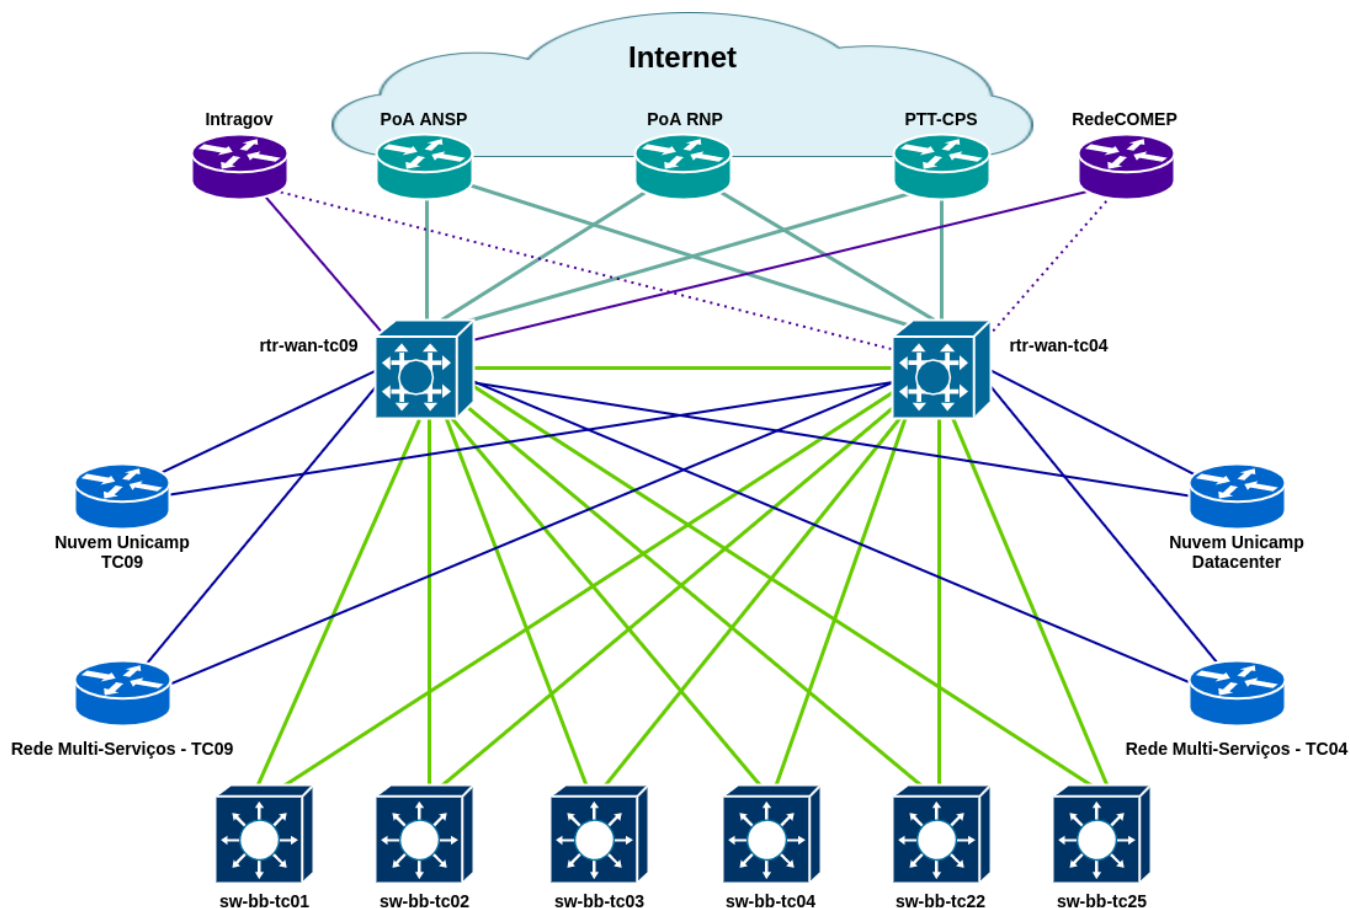 Internet
Intragov
PoA ANSP
PoA RNP
PTT-CPS
RedeCOMEP
rtr-wan-tc09
rtr-wan-tc04
Nuvem Unicamp
TC09
Nuvem Unicamp
Datacenter
Rede Multi-Serviços - TC09
Rede Multi-Serviços - TC04
sw-bb-tc01
sw-bb-tc02
sw-bb-tc03
sw-bb-tc04
sw-bb-tc22
sw-bb-tc25